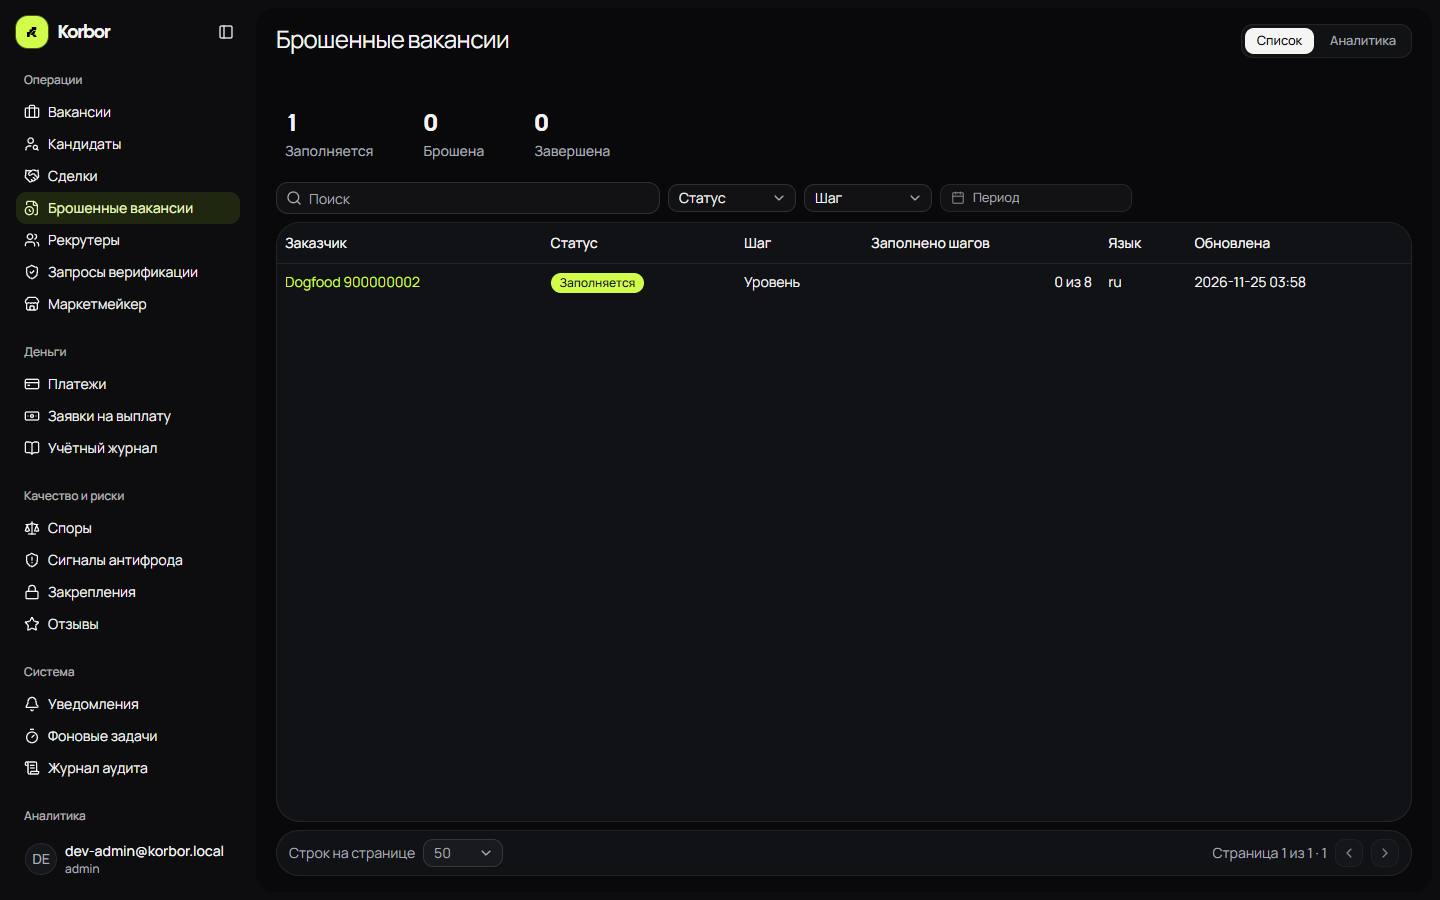 Korbor
Операции
Вакансии
Кандидаты
Сделки
Брошенные вакансии
Рекрутеры
Запросы верификации
Маркетмейкер
Деньги
Платежи
Заявки на выплату
Учётный журнал
Качество и риски
Споры
Сигналы антифрода
Закрепления
Отзывы
Система
Уведомления
Фоновые задачи
Журнал аудита
Аналитика
DE
dev-admin@korbor.local
admin
Брошенные вакансии
Список
Аналитика
1
Заполняется
0
Брошена
0
Завершена
Поиск
Статус
Шаг
Период
Заказчик Статус Шаг Заполнено шагов Язык Обновлена
Dogfood 900000002 Заполняется Уровень 0 из 8 ru 2026-11-25 03:58
Строк на странице 50 Страница 1 из 1 · 1